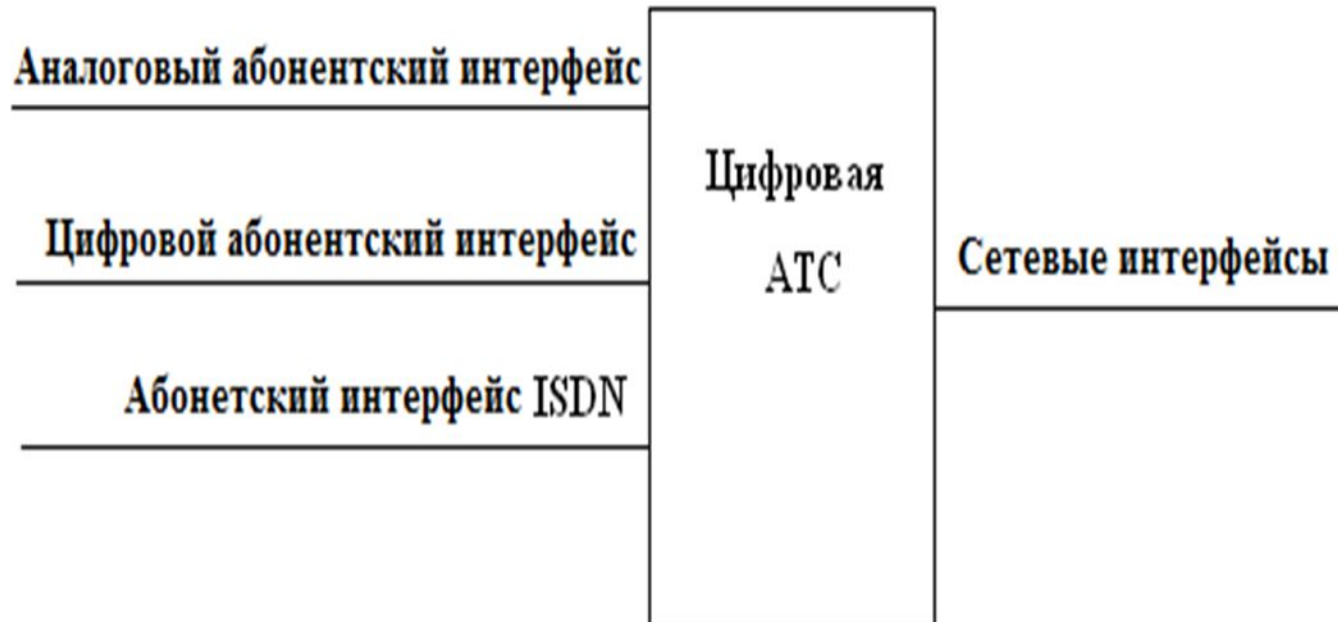 Аналоговый абонентский интерфейс
Цифровой абонентский интерфейс
Абонетский интерфейс ISDN
Цифровая
АТС
Сетевые интерфейсы